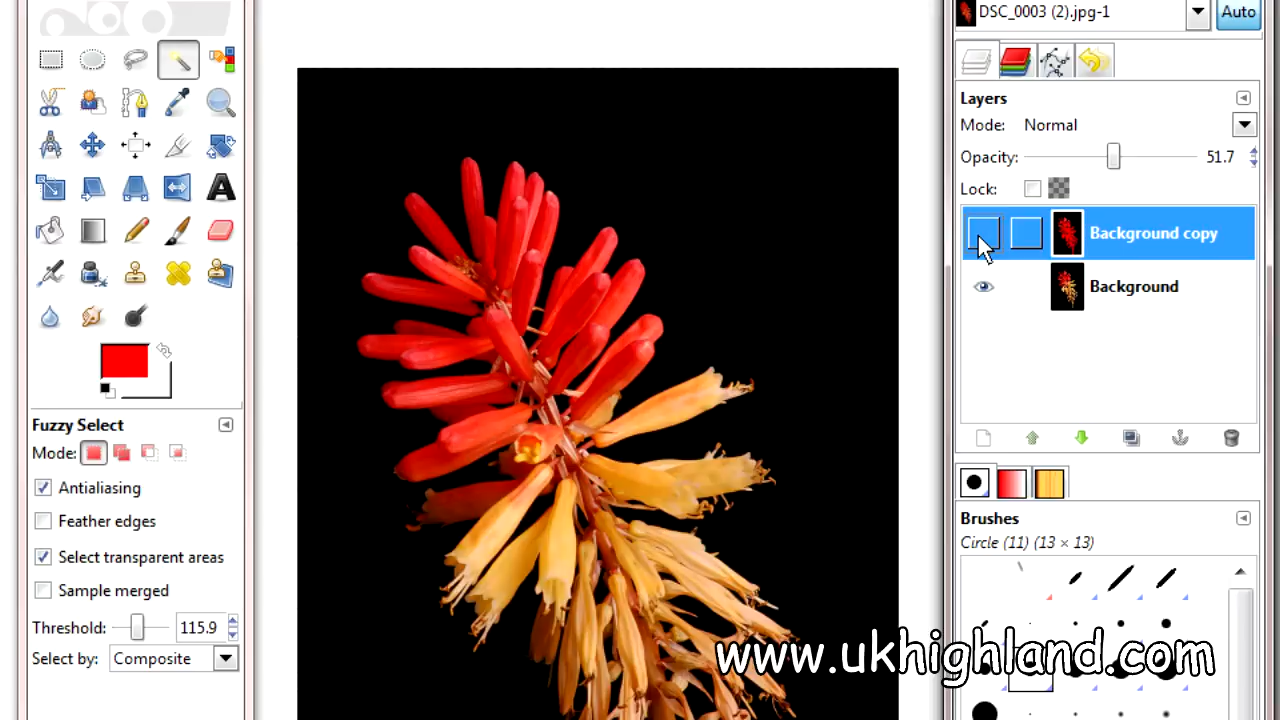 DSC_0003 (2).jpg-1
Auto
Layers
Mode: Normal
Opacity: 51.7
Lock:
Background copy
Background
Fuzzy Select
Mode:
Antialiasing
Feather edges
Select transparent areas
Sample merged
Threshold: 115.9
Select by: Composite
Brushes
Circle (11) (13 × 13)
www.ukhighland.com